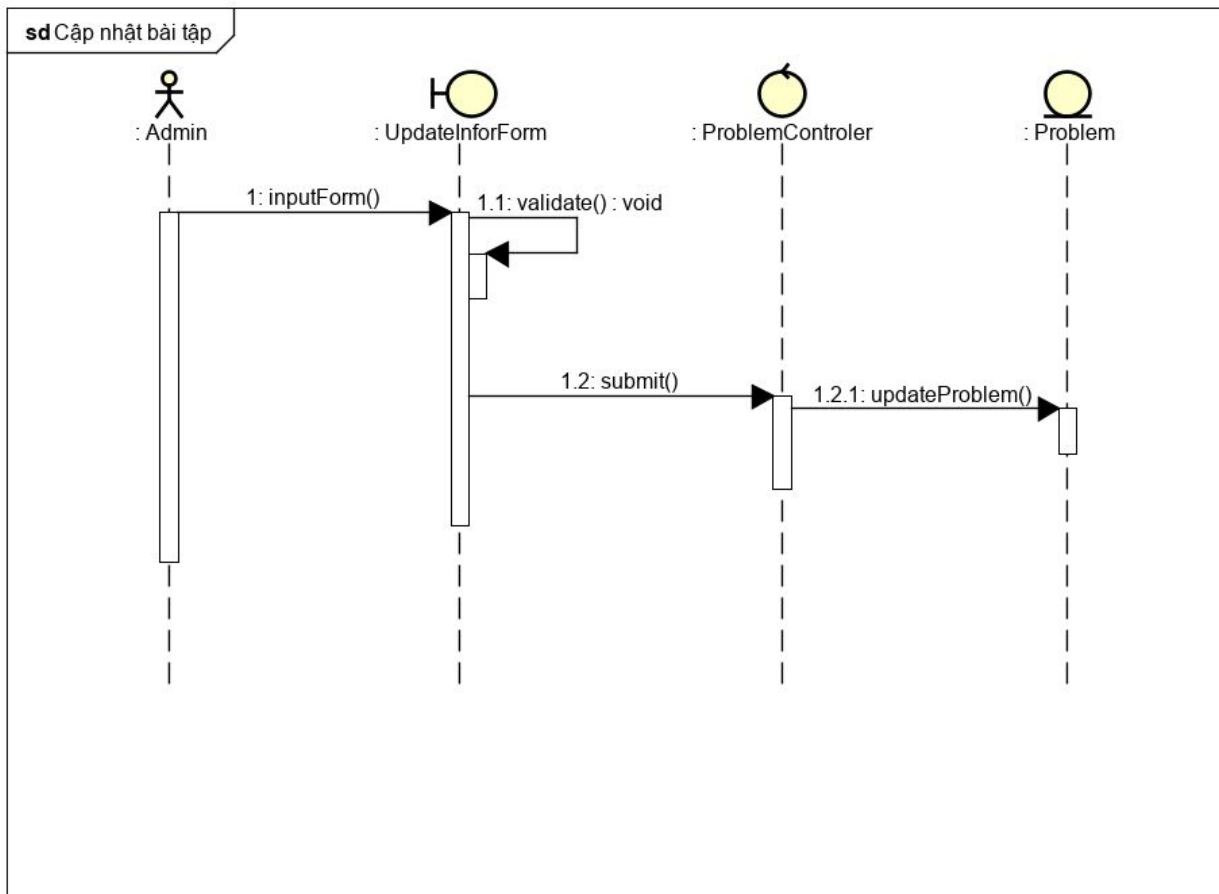 sd Cập nhật bài tập
: Admin
: UpdateInforForm
: ProblemControler
: Problem
1: inputForm()
1.1: validate() : void
1.2: submit()
1.2.1: updateProblem()